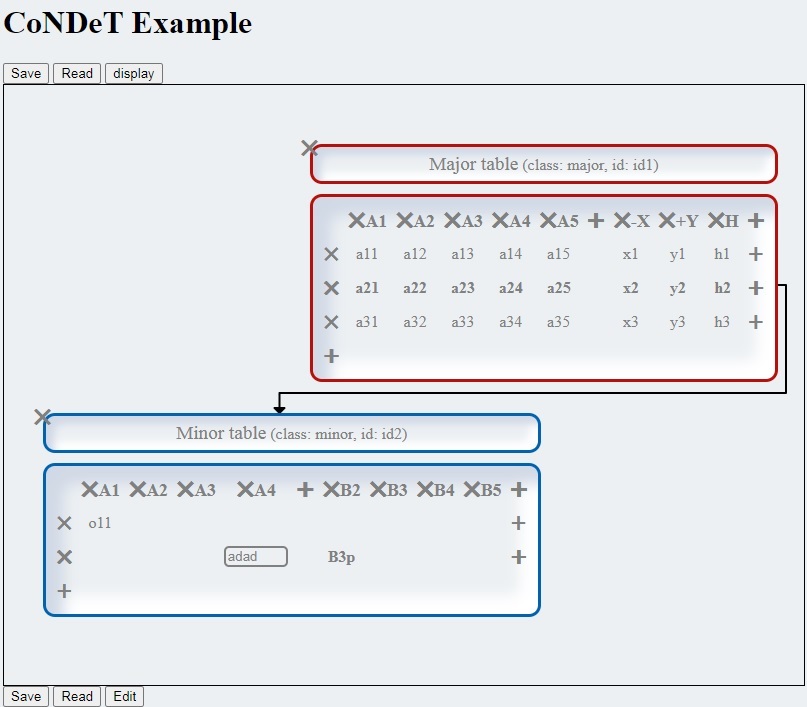 CoNDeT Example
Save Read display
Major table (class: major, id: id1)
A1 A2 A3 A4 A5 + -X +Y H +
a11 a12 a13 a14 a15 x1 y1 h1 +
a21 a22 a23 a24 a25 x2 y2 h2 +
a31 a32 a33 a34 a35 x3 y3 h3 +
+
Minor table (class: minor, id: id2)
A1 A2 A3 A4 + B2 B3 B4 B5 +
o11 +
adad B3p +
+
Save Read Edit